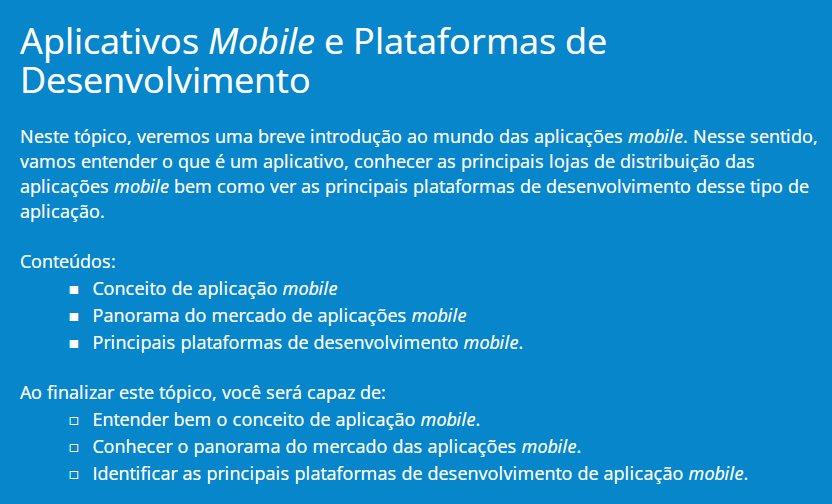 Aplicativos Mobile e Plataformas de
Desenvolvimento
Neste tópico, veremos uma breve introdução ao mundo das aplicações mobile. Nesse sentido,
vamos entender o que é um aplicativo, conhecer as principais lojas de distribuição das
aplicações mobile bem como ver as principais plataformas de desenvolvimento desse tipo de
aplicação.
Conteúdos:
Conceito de aplicação mobile
Panorama do mercado de aplicações mobile
Principais plataformas de desenvolvimento mobile.
Ao finalizar este tópico, você será capaz de:
Entender bem o conceito de aplicação mobile.
Conhecer o panorama do mercado das aplicações mobile.
Identificar as principais plataformas de desenvolvimento de aplicação mobile.